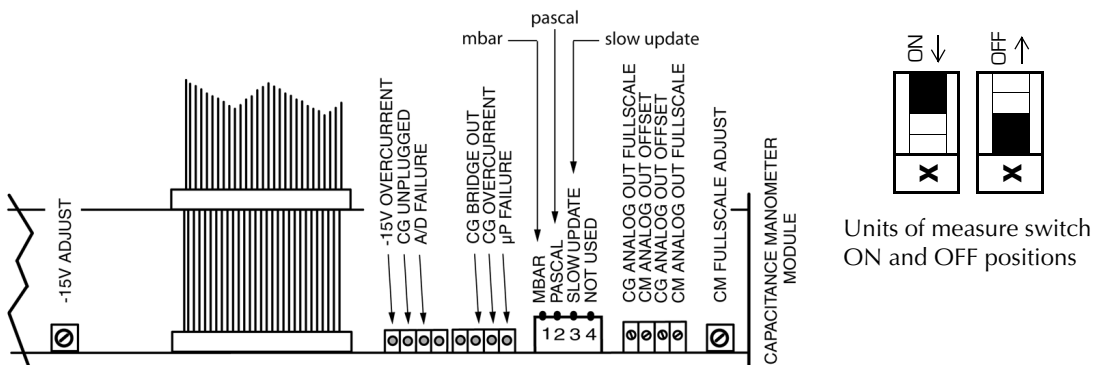 pascal
mbar
slow update
-15V ADJUST
-15V OVERCURRENT
CG UNPLUGGED
A/D FAILURE
CG BRIDGE OUT
CG OVERCURRENT
µP FAILURE
MBAR
PASCAL
SLOW UPDATE
NOT USED
CG ANALOG OUT FULLSCALE
CM ANALOG OUT OFFSET
CG ANALOG OUT OFFSET
CM ANALOG OUT FULLSCALE
CM FULLSCALE ADJUST
CAPACITANCE MANOMETER
MODULE
1 2 3 4
ON
OFF
X
X
Units of measure switch
ON and OFF positions